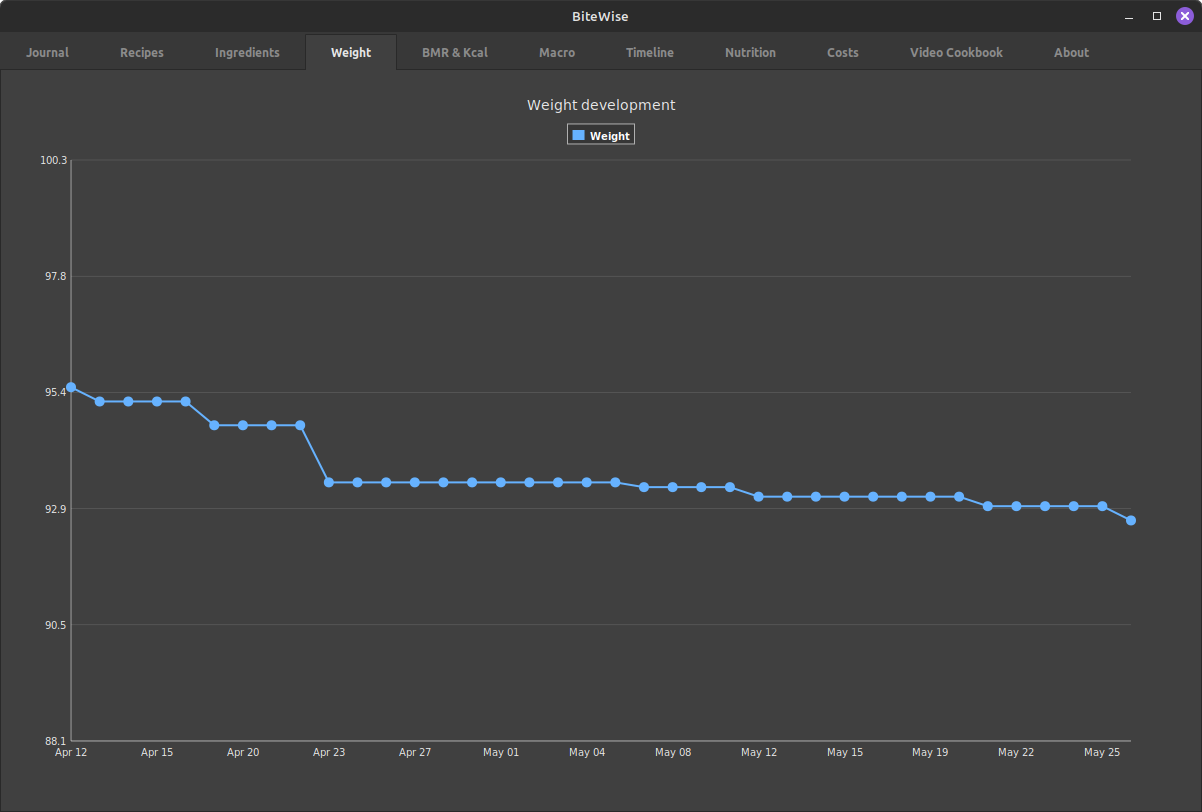 BiteWise
Journal Recipes Ingredients Weight BMR & Kcal Macro Timeline Nutrition Costs Video Cookbook About
Weight development
Weight
100.3
97.8
95.4
92.9
90.5
88.1
Apr 12 Apr 15 Apr 20 Apr 23 Apr 27 May 01 May 04 May 08 May 12 May 15 May 19 May 22 May 25